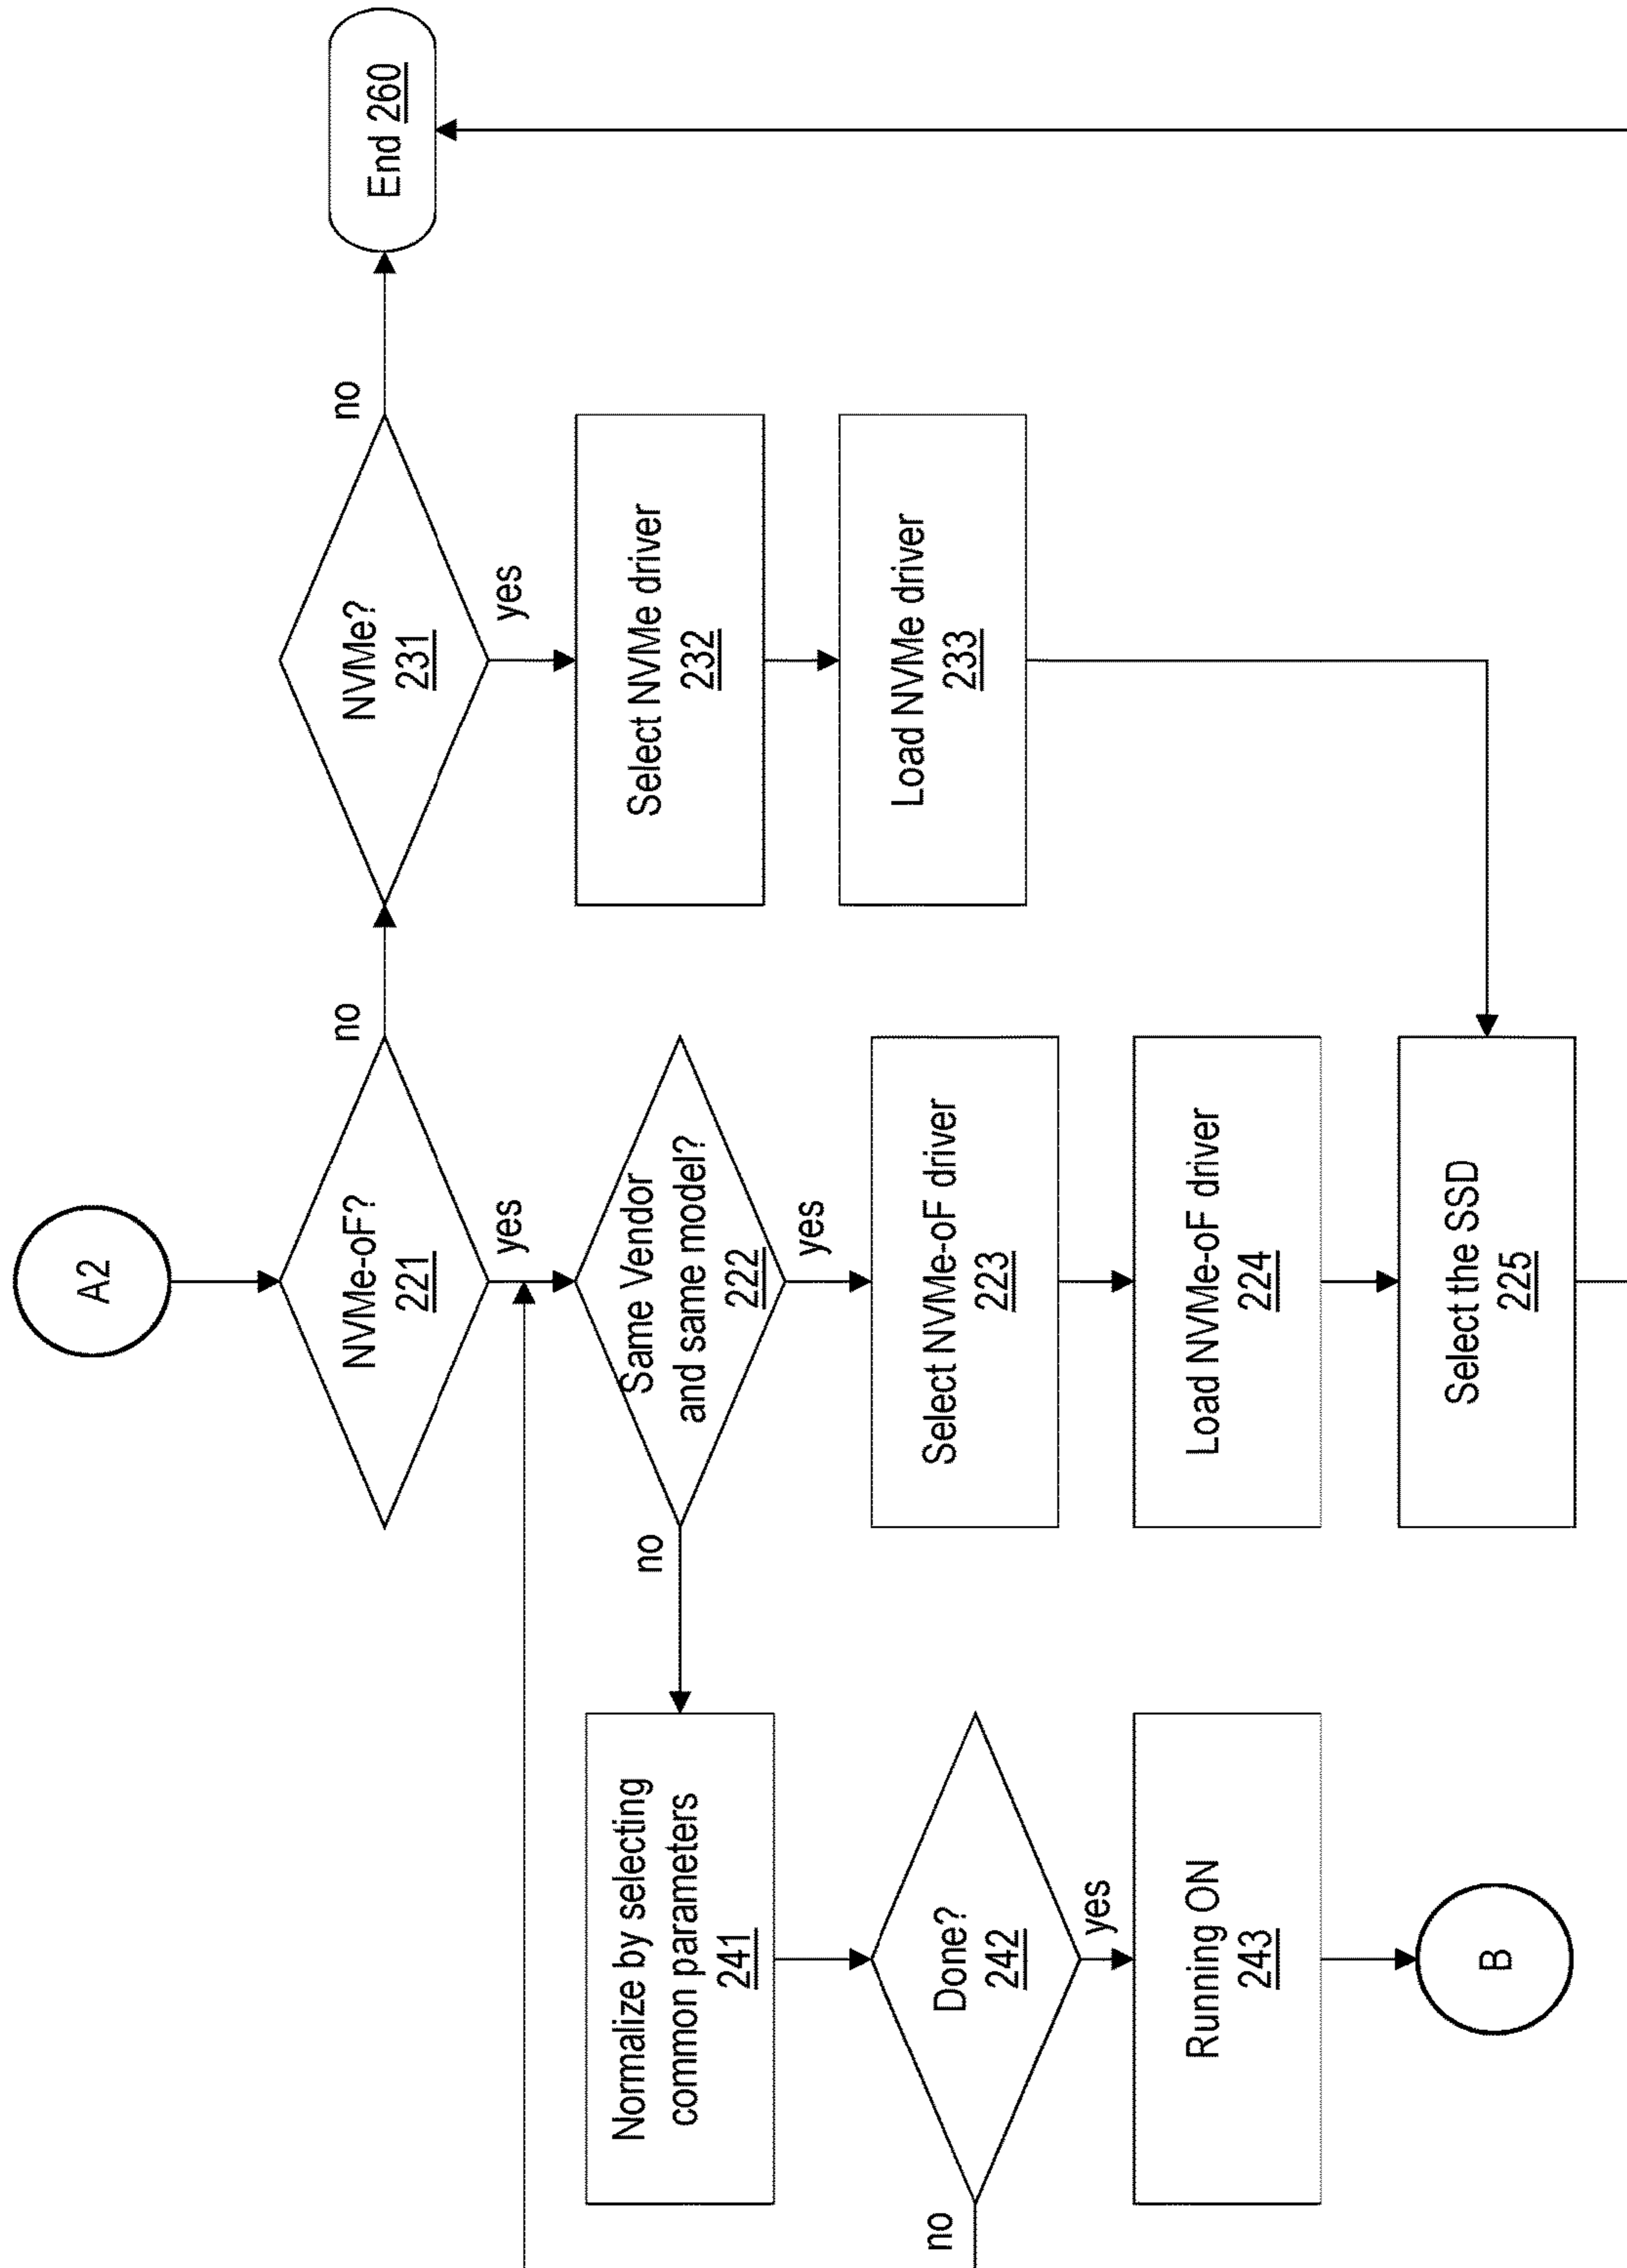 A2
NVMe-oF?
221
no
NVMe?
231
no
End 260
yes
yes
Same Vendor
and same model?
222
no
yes
Select NVMe driver
232
Load NVMe driver
233
Select NVMe-oF driver
223
Load NVMe-oF driver
224
Select the SSD
225
Normalize by selecting
common parameters
241
Done?
242
no
yes
Running ON
243
B